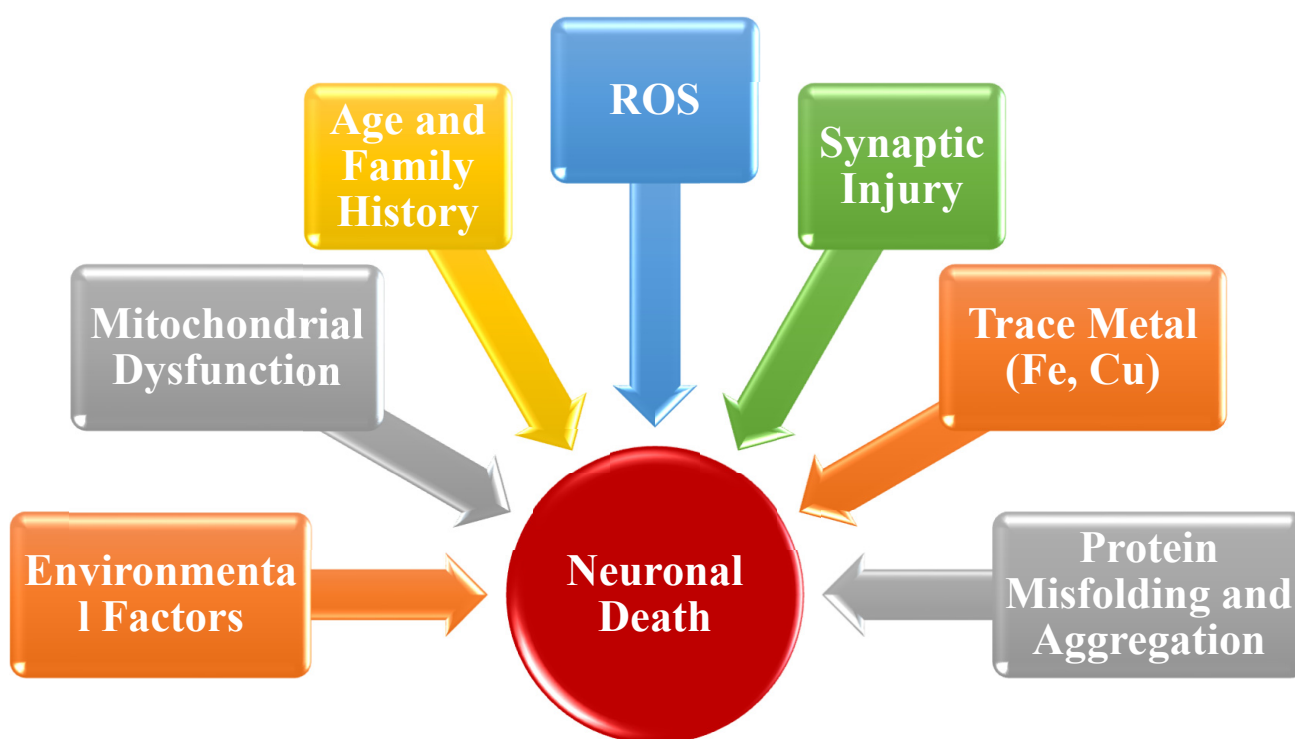 Environmenta
l Factors
Mitochondrial
Dysfunction
Age and
Family
History
ROS
Synaptic
Injury
Trace Metal
(Fe, Cu)
Protein
Misfolding and
Aggregation
Neuronal
Death